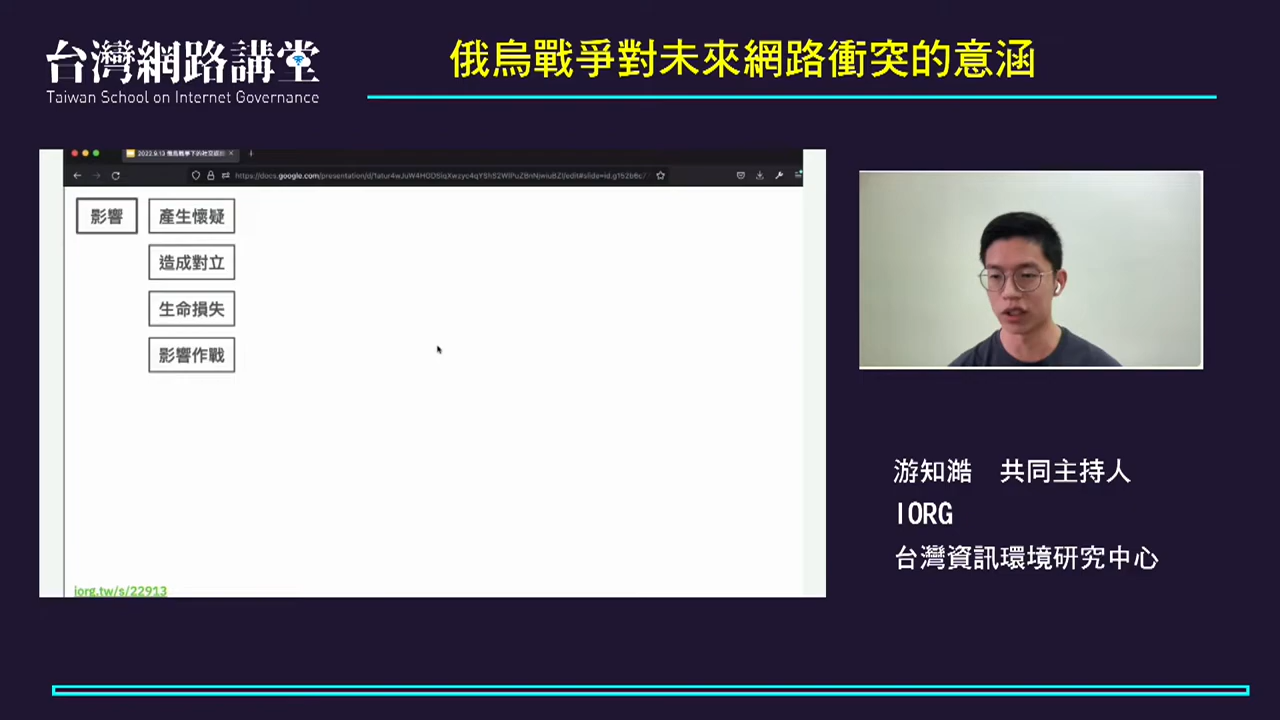 台灣網路講堂
Taiwan School on Internet Governance
俄烏戰爭對未來網路衝突的意涵
影響
產生懷疑
造成對立
生命損失
影響作戰
iorg.tw/s/22913
游知澔 共同主持人
IORG
台灣資訊環境研究中心